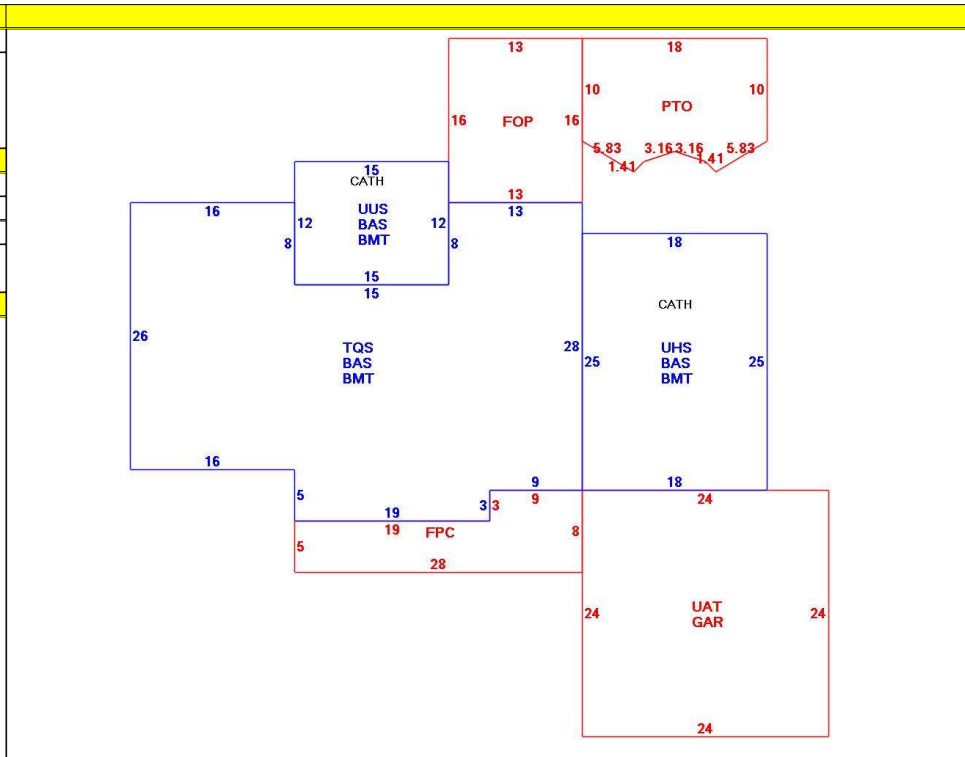 13
18
10
10
16
FOP
16
PTO
5.83
3.16
3.16
5.83
1.41
1.41
15
CATH
13
16
UUS
BAS
BMT
13
12
12
8
8
18
15
15
CATH
26
TQS
BAS
BMT
28
25
UHS
BAS
BMT
25
16
9
18
5
3
3
9
24
19
19
FPC
8
5
28
24
UAT
GAR
24
24